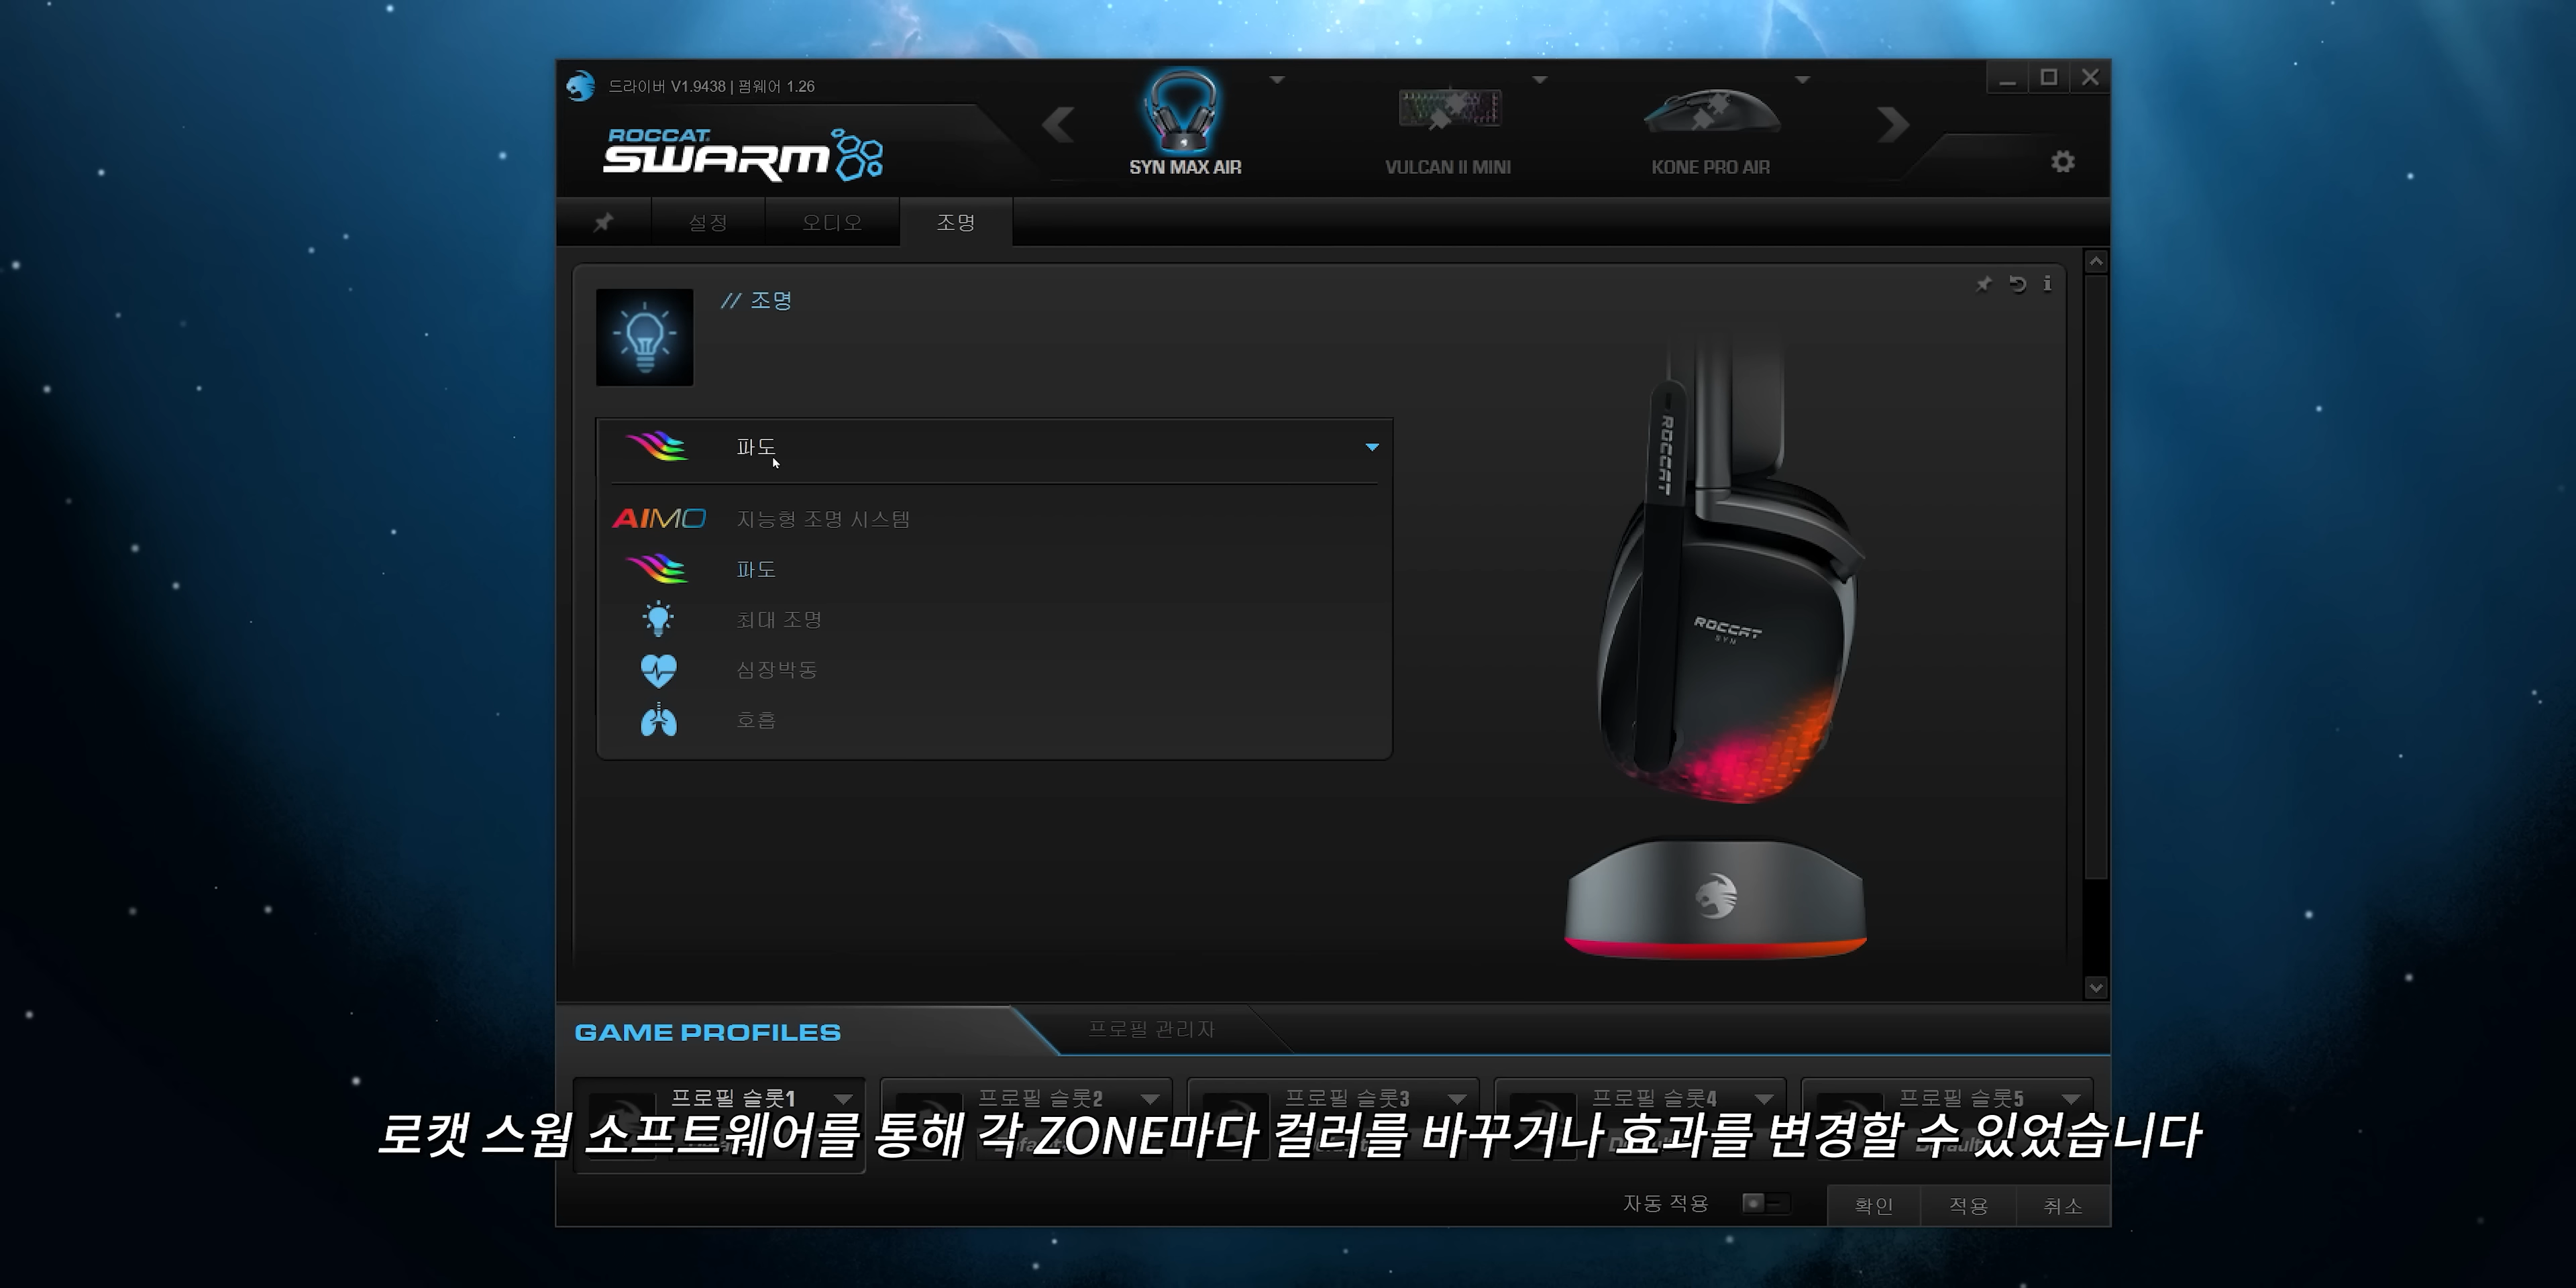 드라이버 V1.9438 | 펌웨어 1.26
ROCCAT
SWARM
SYN MAX AIR
VULCAN II MINI
KONE PRO AIR
설정
오디오
조명
// 조명
파도
AIMO 지능형 조명 시스템
파도
최대 조명
심장박동
호흡
ROCCAT
ROCCAT
SYN
GAME PROFILES
프로필 관리자
프로필 슬롯1
프로필 슬롯2
프로필 슬롯3
프로필 슬롯4
프로필 슬롯5
로캣 스웜 소프트웨어를 통해 각 ZONE마다 컬러를 바꾸거나 효과를 변경할 수 있었습니다
자동 적용
확인
적용
취소